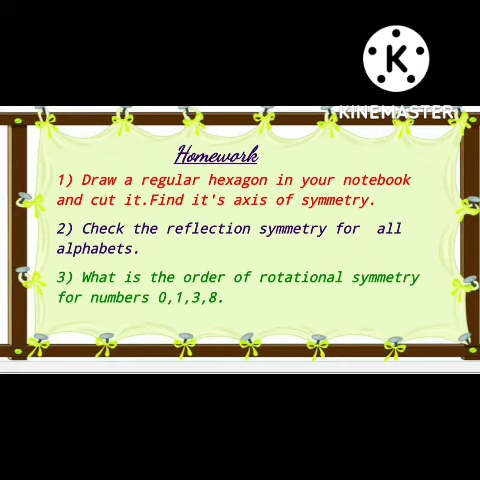 K
KINEMASTER
Homework
1) Draw a regular hexagon in your notebook
and cut it.Find it's axis of symmetry.
2) Check the reflection symmetry for all
alphabets.
3) What is the order of rotational symmetry
for numbers 0,1,3,8.